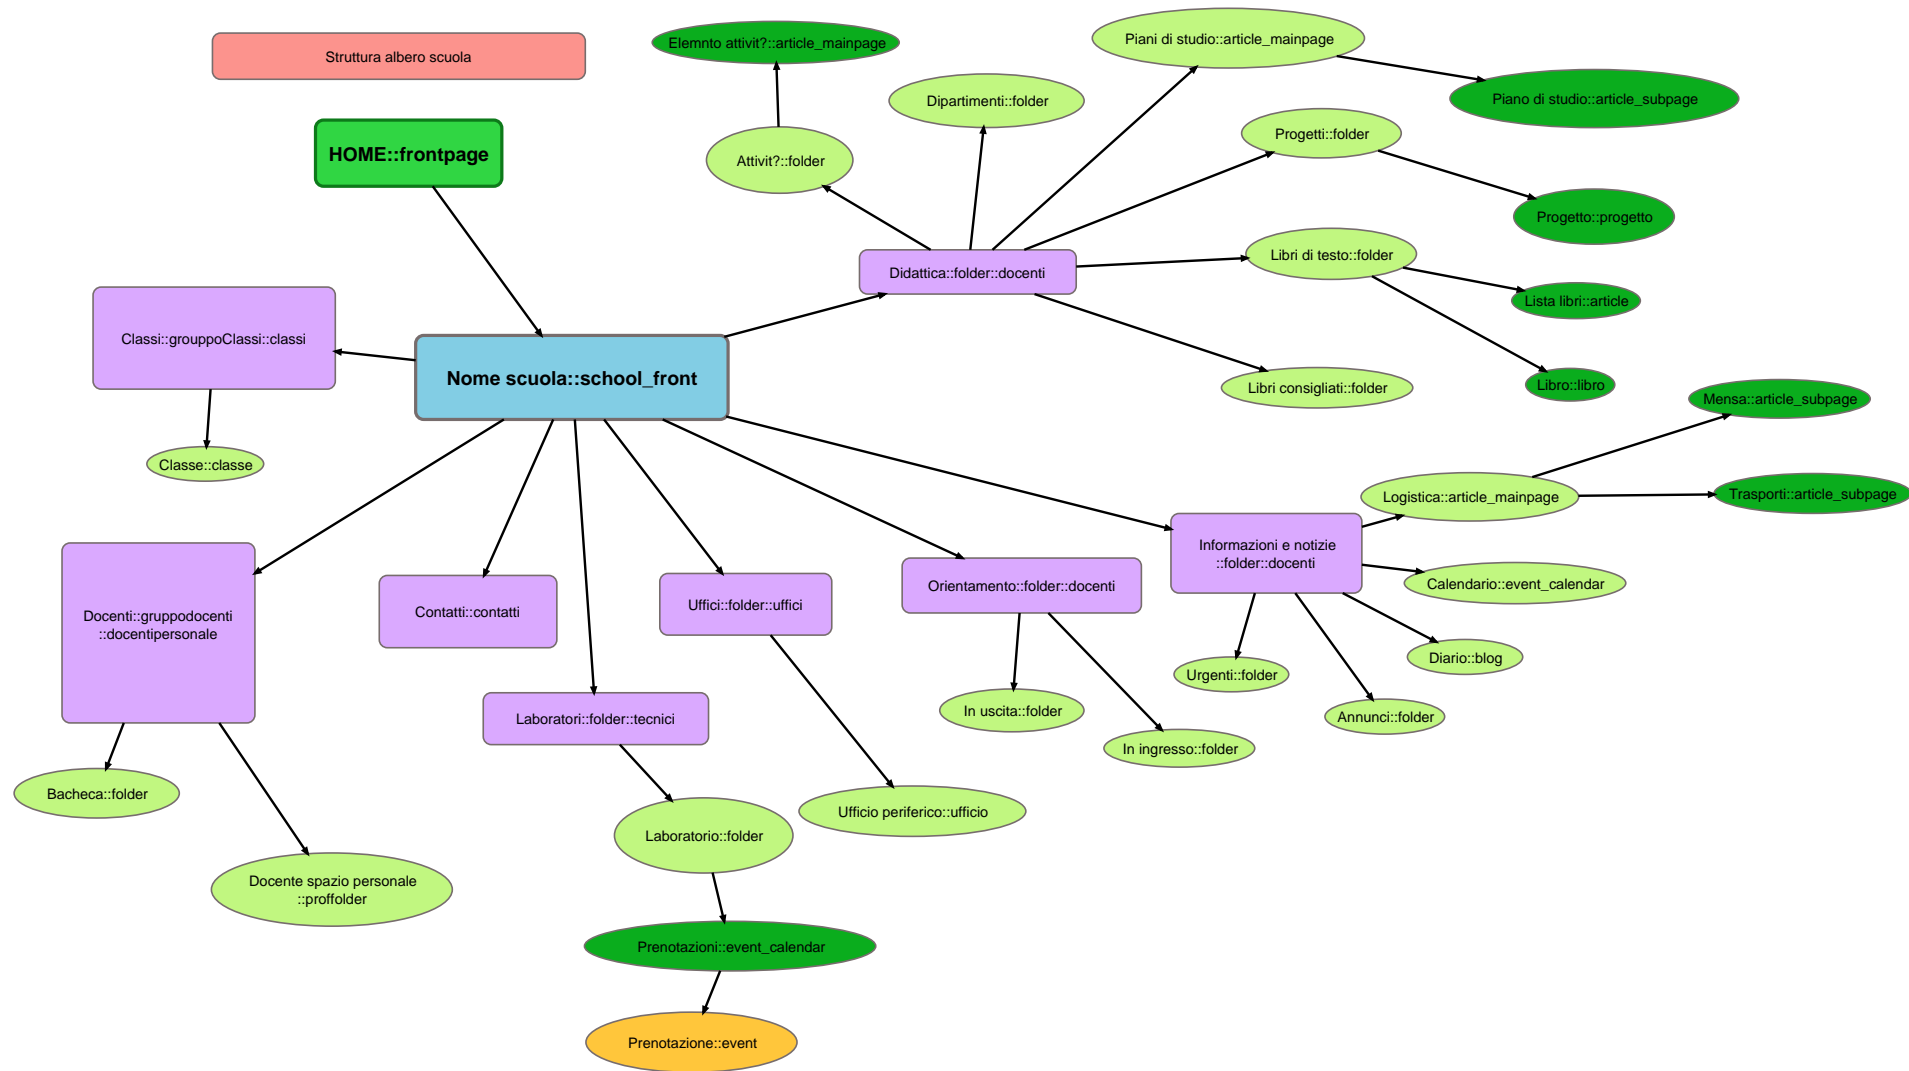 Struttura albero scuola
HOME::frontpage
Elemnto attivit?::article_mainpage
Piani di studio::article_mainpage
Dipartimenti::folder
Piano di studio::article_subpage
Attivit?::folder
Progetti::folder
Progetto::progetto
Didattica::folder::docenti
Libri di testo::folder
Lista libri::article
Libri consigliati::folder
Libro::libro
Classi::grouppoClassi::classi
Nome scuola::school_front
Classe::classe
Mensa::article_subpage
Logistica::article_mainpage
Trasporti::article_subpage
Informazioni e notizie
::folder::docenti
Calendario::event_calendar
Docenti::gruppodocenti
::docentipersonale
Contatti::contatti
Uffici::folder::uffici
Orientamento::folder::docenti
Diario::blog
Urgenti::folder
Annunci::folder
In uscita::folder
In ingresso::folder
Laboratori::folder::tecnici
Bacheca::folder
Ufficio periferico::ufficio
Laboratorio::folder
Docente spazio personale
::proffolder
Prenotazioni::event_calendar
Prenotazione::event